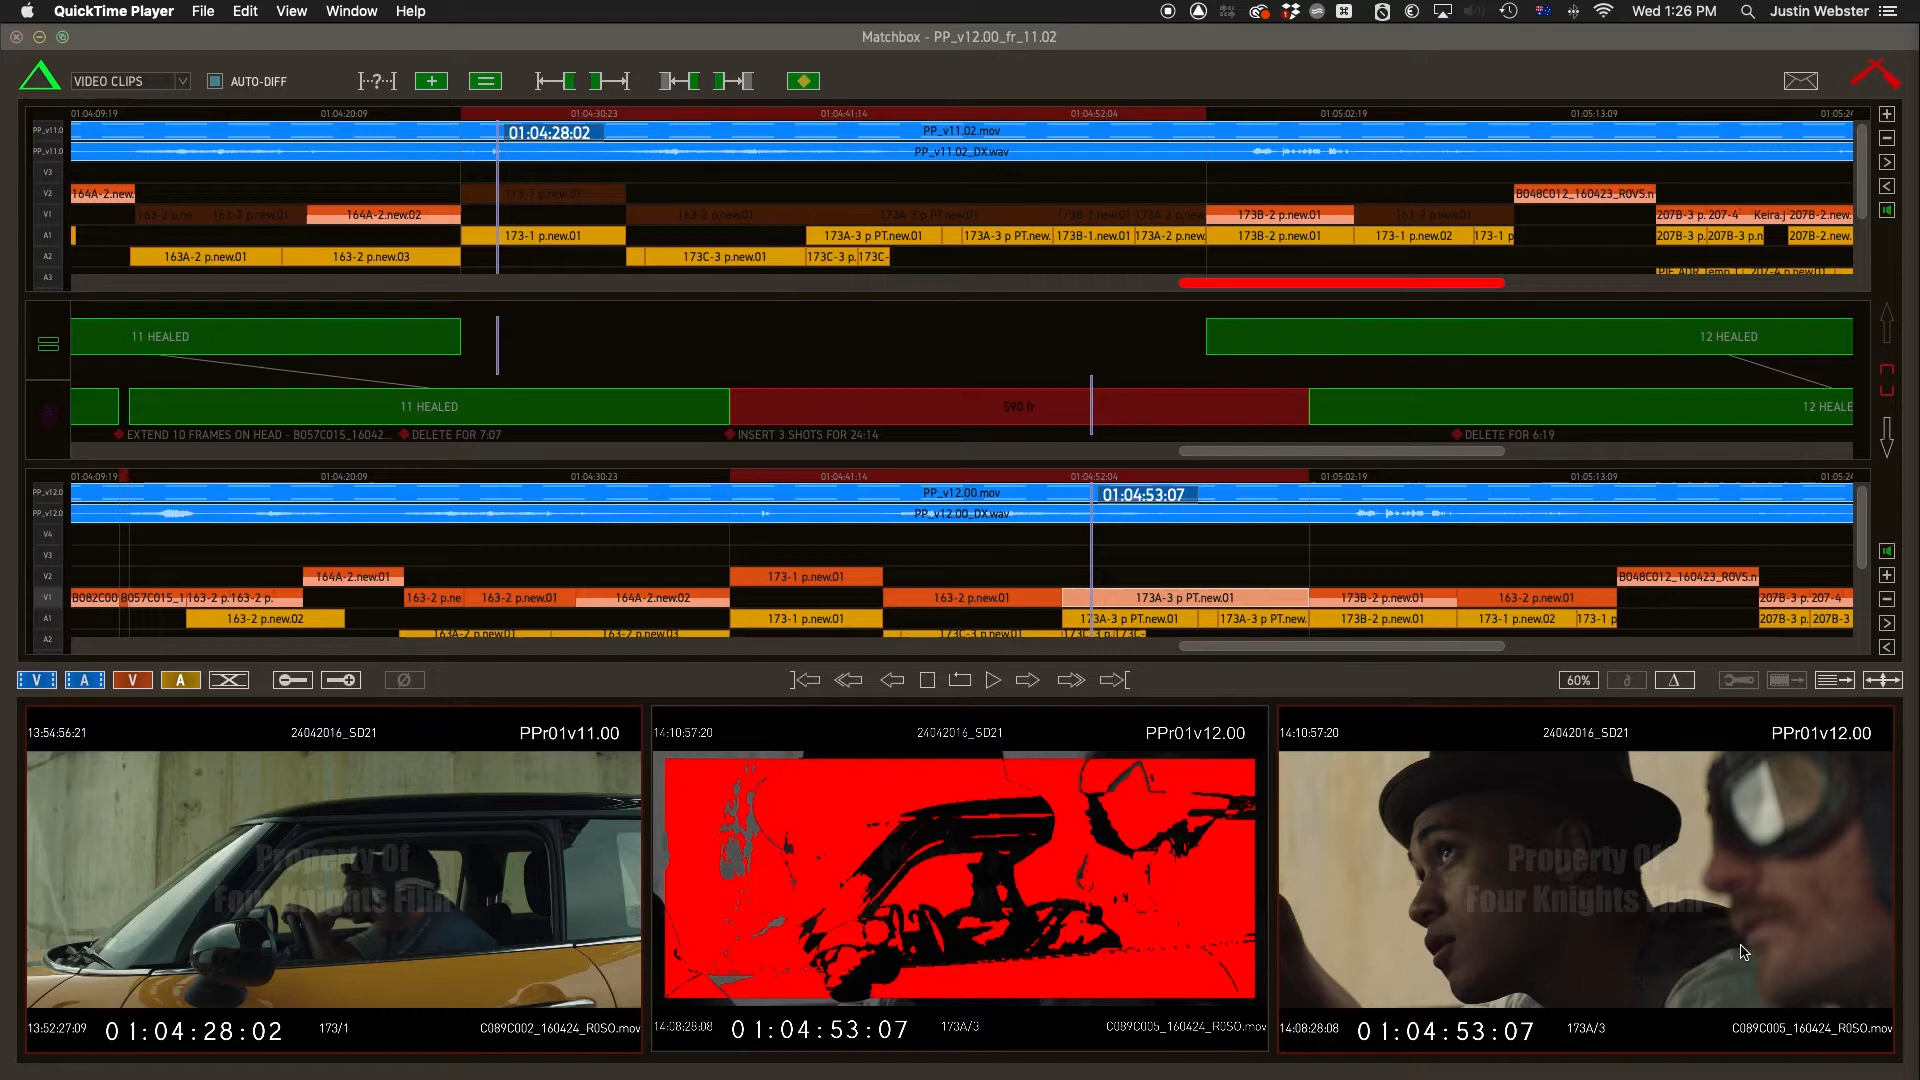 QuickTime Player File Edit View Window Help Wed 1:26 PM Justin Webster
Matchbox - PP_v12.00_fr_11.02
VIDEO CLIPS AUTO-DIFF
01:04:09:19 01:04:20:09 01:04:30:23 01:04:41:14 01:04:52:04 01:05:02:19 01:05:13:09 01:05:24
PP_v11.0 01:04:28:02 PP_v11.02.mov
PP_v11.0 PP_v11.02_DX.wav
V3
V2 164A-2.new. 173-1 p.new.01 B048C012_160423_R0VS.n
V1 163-2 p.ne 163-2 p.new.01 164A-2.new.02 163-2 p.new.01 173A-3 p PT.new.01 173B-2.new.01 173A-2 p.new. 173B-2 p.new.01 163-2 p.new.01 207B-3 p. 207-4 Keira.j 207B-2.new.
A1 173-1 p.new.01 173A-3 p PT.new.01 173A-3 p PT.new. 173B-1.new.01 173A-2 p.new. 173B-2 p.new.01 173-1 p.new.02 173-1 p 207B-3 p. 207B-3 p.n 207B-2.new.
A2 163A-2 p.new.01 163-2 p.new.03 173C-3 p.new.01 173C-3 p. 173C-
A3 PIF ADR Temp 207-4 p.new01
11 HEALED 12 HEALED
11 HEALED 590 fr 12 HEALE
EXTEND 10 FRAMES ON HEAD - B057C015_16042... DELETE FOR 7:07 INSERT 3 SHOTS FOR 24:14 DELETE FOR 6:19
01:04:09:19 01:04:20:09 01:04:30:23 01:04:41:14 01:04:52:04 01:05:02:19 01:05:13:09 01:05:24
PP_v12.0 PP_v12.00.mov 01:04:53:07
PP_v12.0 PP_v12.00_DX.wav
V4
V3
V2 164A-2 p.new.01 173-1 p.new.01 B048C012_160423_R0VS.n
V1 B082C00 B057C015_1 163-2 p. 163-2 p. 163-2 p.ne 163-2 p.new.01 164A-2.new.02 163-2 p.new.01 173A-3 p PT.new.01 173B-2 p.new.01 163-2 p.new.01 207B-3 p. 207-4
A1 163-2 p.new.02 173-1 p.new.01 173A-3 p PT.new.01 173A-3 p PT.new. 173B-2 p.new.01 173-1 p.new.02 173-1 p 207B-3 p. 207B-3
A2 163A-2 p.new.01 163-2 p.new.03 173C-3 p.new.01 173C-3 p. 173C-
V A V A 60%
13:54:56:21 24042016_SD21 PPr01v11.00
14:10:57:20 24042016_SD21 PPr01v12.00
14:10:57:20 24042016_SD21 PPr01v12.00
Property Of
Four Knights Film
Property Of
Four Knights Film
13:52:27:09 01:04:28:02 173/1 C089C002_160424_R0SO.mov
14:08:28:08 01:04:53:07 173A/3 C089C005_160424_R0SO.mov
14:08:28:08 01:04:53:07 173A/3 C089C005_160424_R0SO.mov